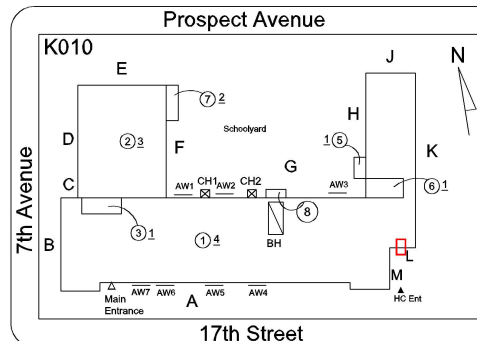 Prospect Avenue
K010
J
N
E
7 2
H
D
2 3
F
Schoolyard
1 5
K
G
C
AW1
CH1
AW2
CH2
AW3
6 1
3 1
8
7th Avenue
B
1 4
BH
L
M
Main
Entrance
AW7
AW6
A
AW5
AW4
HC Ent
17th Street